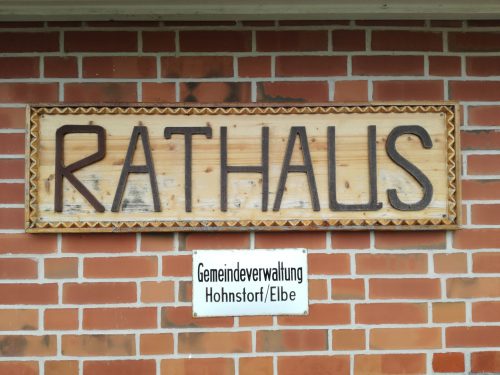 RATHAUS
Gemeindeverwaltung
Hohnstorf/Elbe